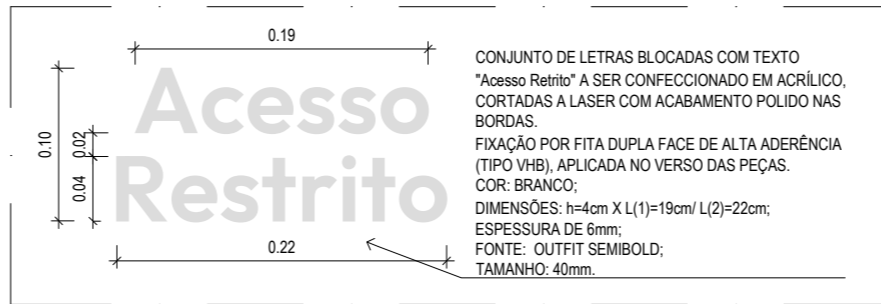 0.19
Acesso
Restrito
0.10
0.02
0.04
0.22
CONJUNTO DE LETRAS BLOCADAS COM TEXTO
"Acesso Retrito" A SER CONFECCIONADO EM ACRÍLICO,
CORTADAS A LASER COM ACABAMENTO POLIDO NAS
BORDAS.
FIXAÇÃO POR FITA DUPLA FACE DE ALTA ADERÊNCIA
(TIPO VHB), APLICADA NO VERSO DAS PEÇAS.
COR: BRANCO;
DIMENSÕES: h=4cm X L(1)=19cm/ L(2)=22cm;
ESPESSURA DE 6mm;
FONTE: OUTFIT SEMIBOLD;
TAMANHO: 40mm.